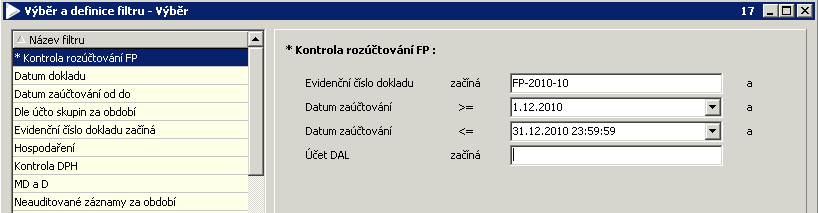 Výběr a definice filtru - Výběr 17
Název filtru
* Kontrola rozúčtování FP
Datum dokladu
Datum zaúčtování od do
Dle účto skupin za období
Evidenční číslo dokladu začíná
Hospodaření
Kontrola DPH
MD a D
Neauditované záznamy za období
* Kontrola rozúčtování FP :
Evidenční číslo dokladu začíná FP-2010-10 a
Datum zaúčtování >= 1.12.2010 a
Datum zaúčtování <= 31.12.2010 23:59:59 a
Účet DAL začíná